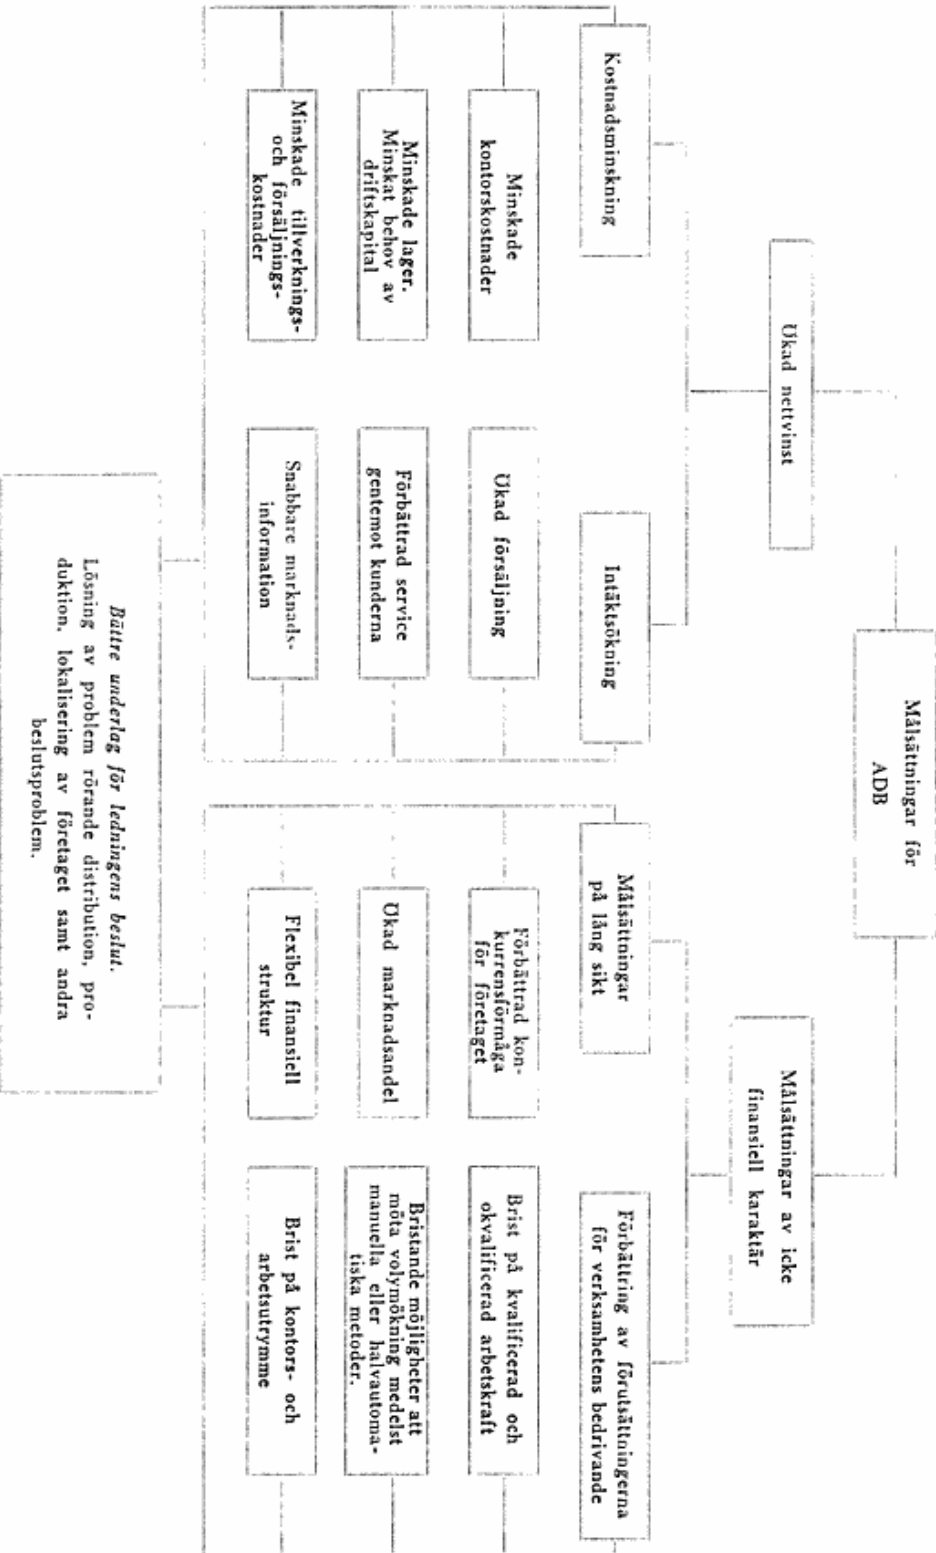 Målsättningar för
ADB
Ökad nettvinst
Målsättningar av icke
finansiell karaktär
Kostnadsminskning
Intäktsökning
Målsättningar
på lång sikt
Förbättring av förutsättningerna
för verksamhetens bedrivande
Minskade
kontorskostnader
Ökad försäljning
Förbättrad kon-
kurrensförmåga
för företaget
Brist på kvalificerad och
okvalificerad arbetskraft
Minskade lager.
Minskat behov av
driftskapital
Förbättrad service
gentemot kunderna
Ökad marknadsandel
Bristande möjligheter att
möta volymökning medelst
manuella eller halvautoma-
tiska metoder.
Minskade tillverknings-
och försäljnings-
kostnader
Snabbare marknads-
information
Flexibel finansiell
struktur
Brist på kontors- och
arbetsutrymme
Bättre underlag för ledningens beslut.
Lösning av problem rörande distribution, pro-
duktion, lokalisering av företaget samt andra
beslutsproblem.